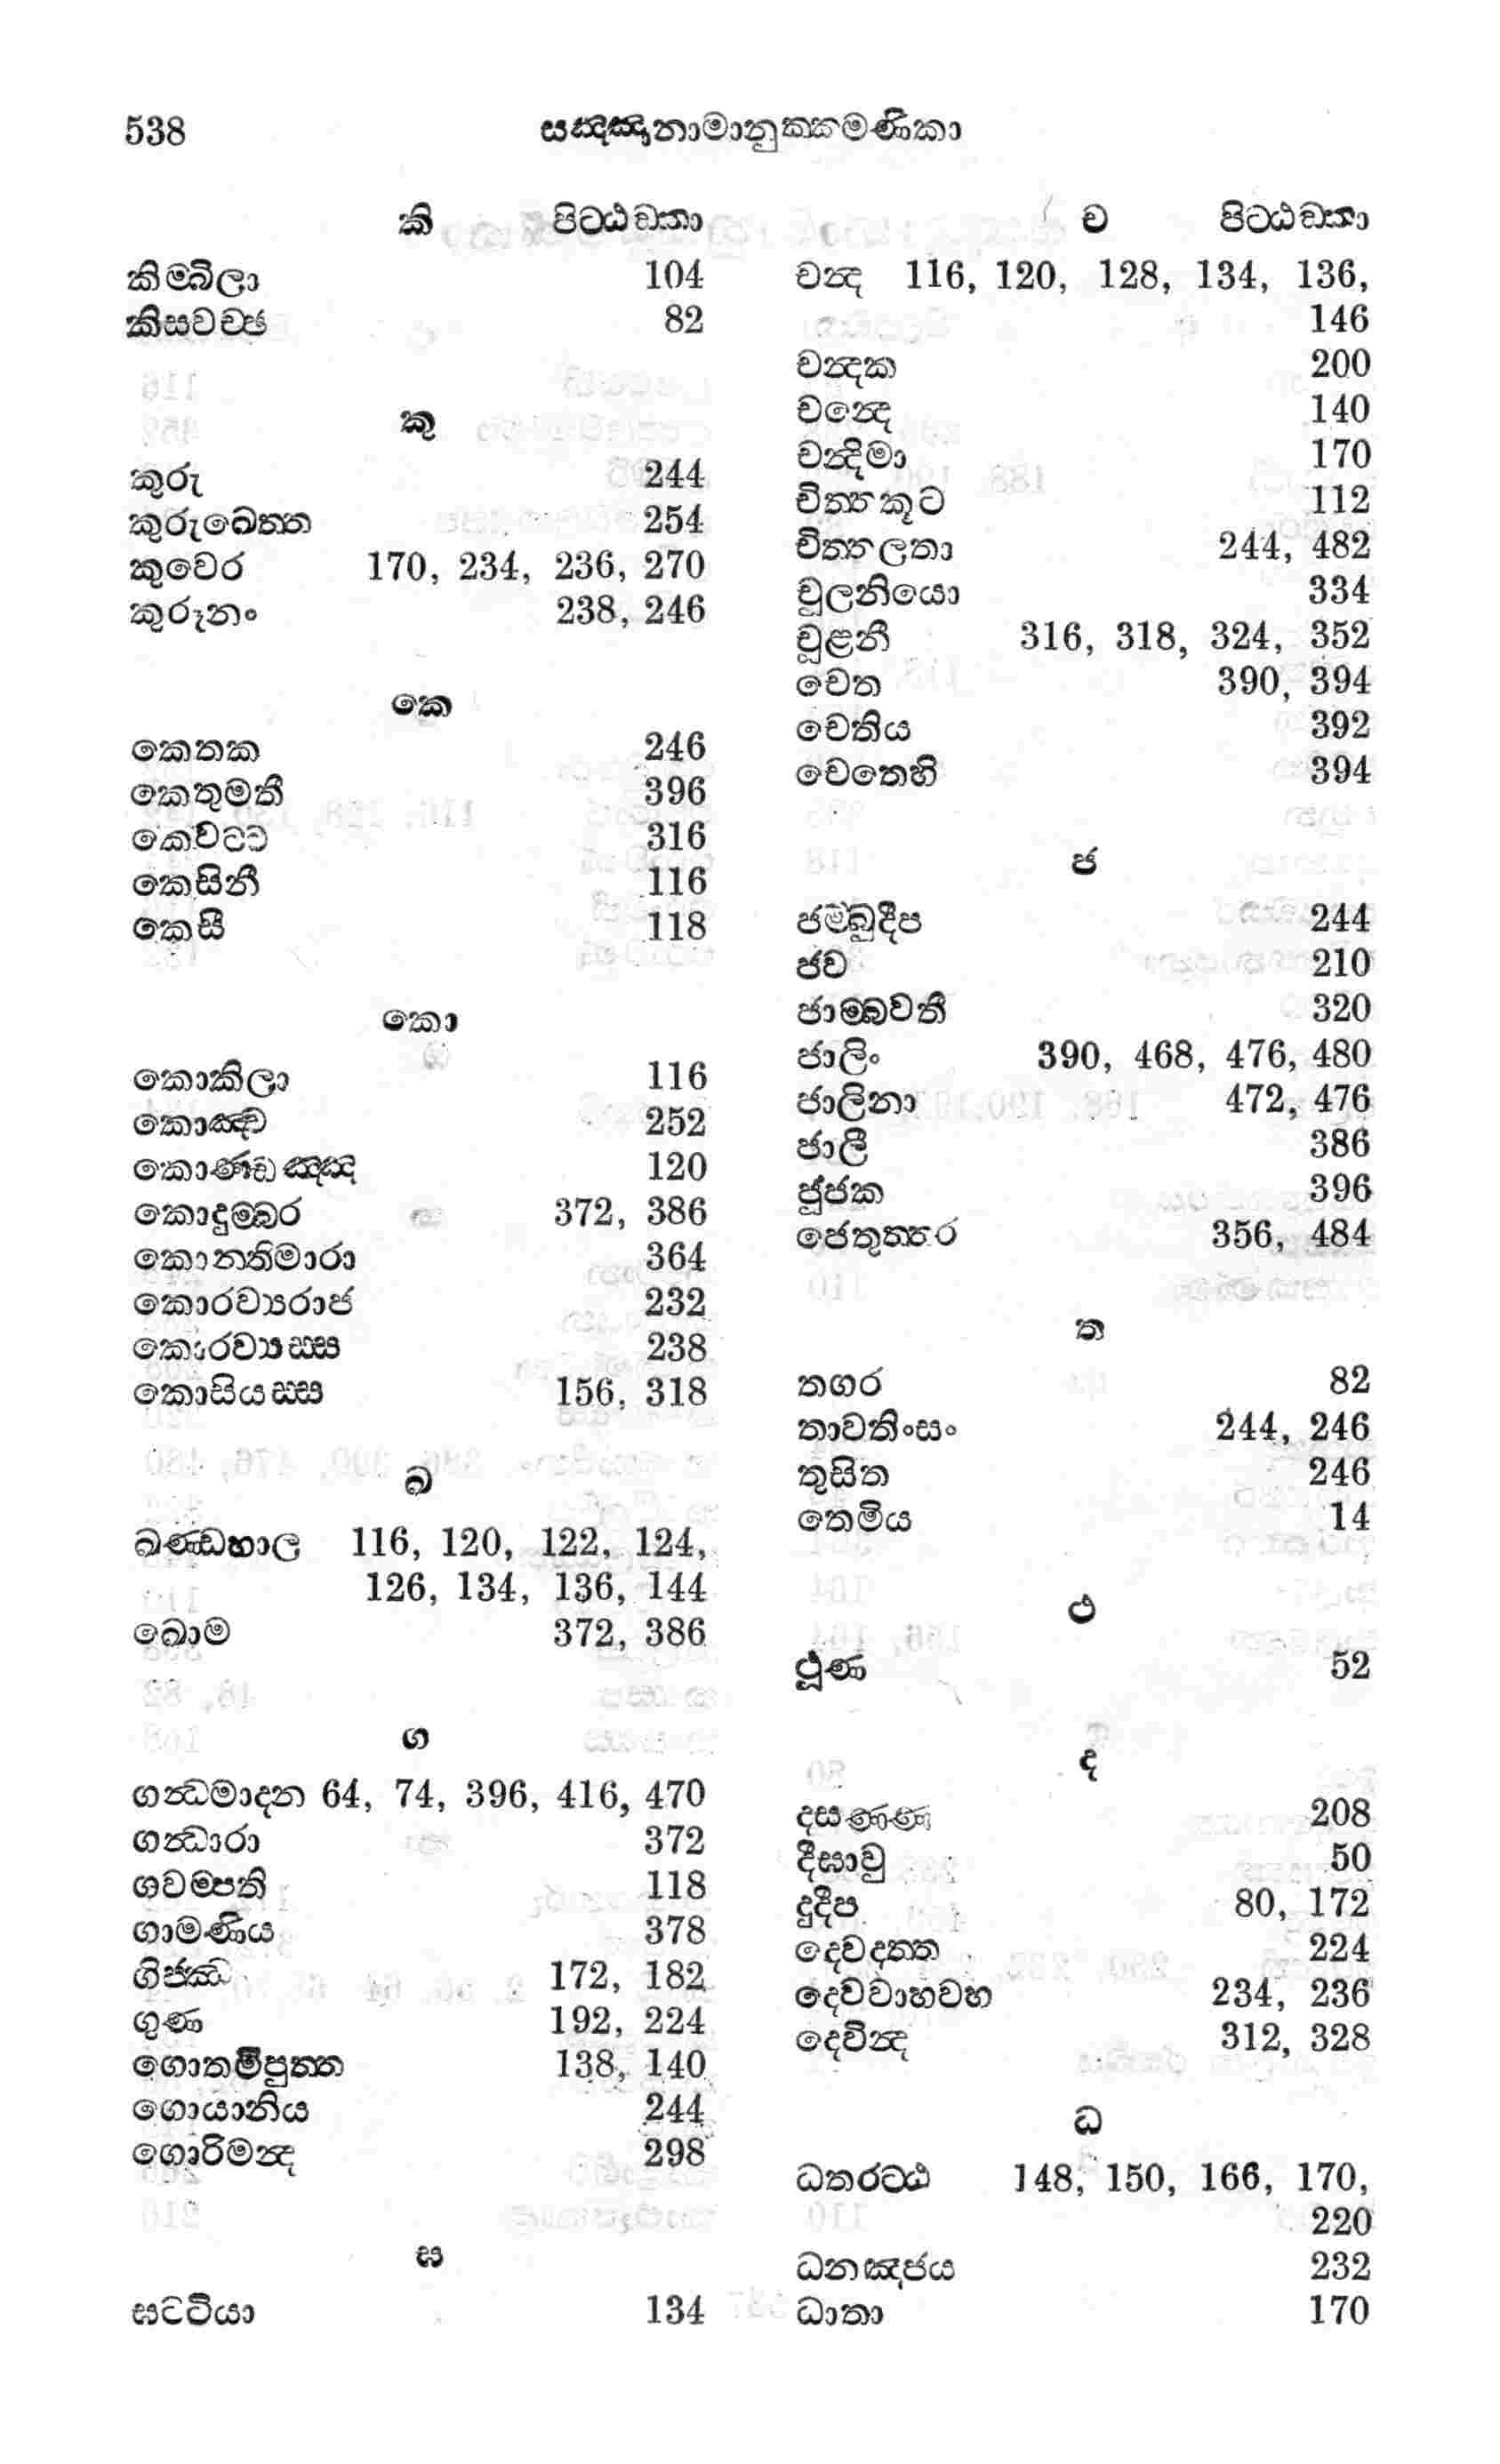 538 සඤ්ඤානාමානුක්කමණිකා
කි පිට්ඨඞ්කා
කිම්බිලා 104
කිසවච්ඡ 82
කු
කුරු 244
කුරුඛෙත්ත 254
කුවෙර 170, 234, 236, 270
කුරූනං 238, 246
කෙ
කෙතක 246
කෙතුමතී 396
කෙවට්ට 316
කෙසිනී 116
කෙසී 118
කො
කොකිලා 116
කොඤ්ච 252
කොණ්ඩඤ්ඤ 120
කොදුම්බර 372, 386
කොන්තිමාරා 364
කොරව්‍යරාජ 232
කොරව්‍යස්ස 238
කොසියස්ස 156, 318
ඛ
ඛණ්ඩහාල 116, 120, 122, 124,
126, 134, 136, 144
ඛොම 372, 386
ග
ගන්ධමාදන 64, 74, 396, 416, 470
ගන්ධාරා 372
ගවම්පති 118
ගාමණිය 378
ගිජ්ඣ 172, 182
ගුණ 192, 224
ගොතමීපුත්ත 138, 140
ගොයානිය 244
ගොරිමන්ද 298
ඝ
ඝට්ටියා 134
ච පිට්ඨඞ්කා
චන්ද 116, 120, 128, 134, 136,
146
චන්දක 200
චන්දෙ 140
චන්දිමා 170
චිත්තකූට 112
චිත්තලතා 244, 482
චූලනියො 334
චූළනී 316, 318, 324, 352
චෙත 390, 394
චෙතිය 392
චෙතෙහි 394
ජ
ජම්බුදීප 244
ජව 210
ජාම්බවතී 320
ජාලිං 390, 468, 476, 480
ජාලිනා 472, 476
ජාලී 386
ජූජක 396
ජෙතුත්තර 356, 484
ත
තගර 82
තාවතිංසං 244, 246
තුසිත 246
තෙමිය 14
ථ
ථූණ 52
ද
දසණ්ණ 208
දීඝාවු 50
දුදීප 80, 172
දෙවදත්ත 224
දෙවවාහවහ 234, 236
දෙවින්ද 312, 328
ධ
ධතරට්ඨ 148, 150, 166, 170,
220
ධනඤ්ජය 232
ධාතා 170